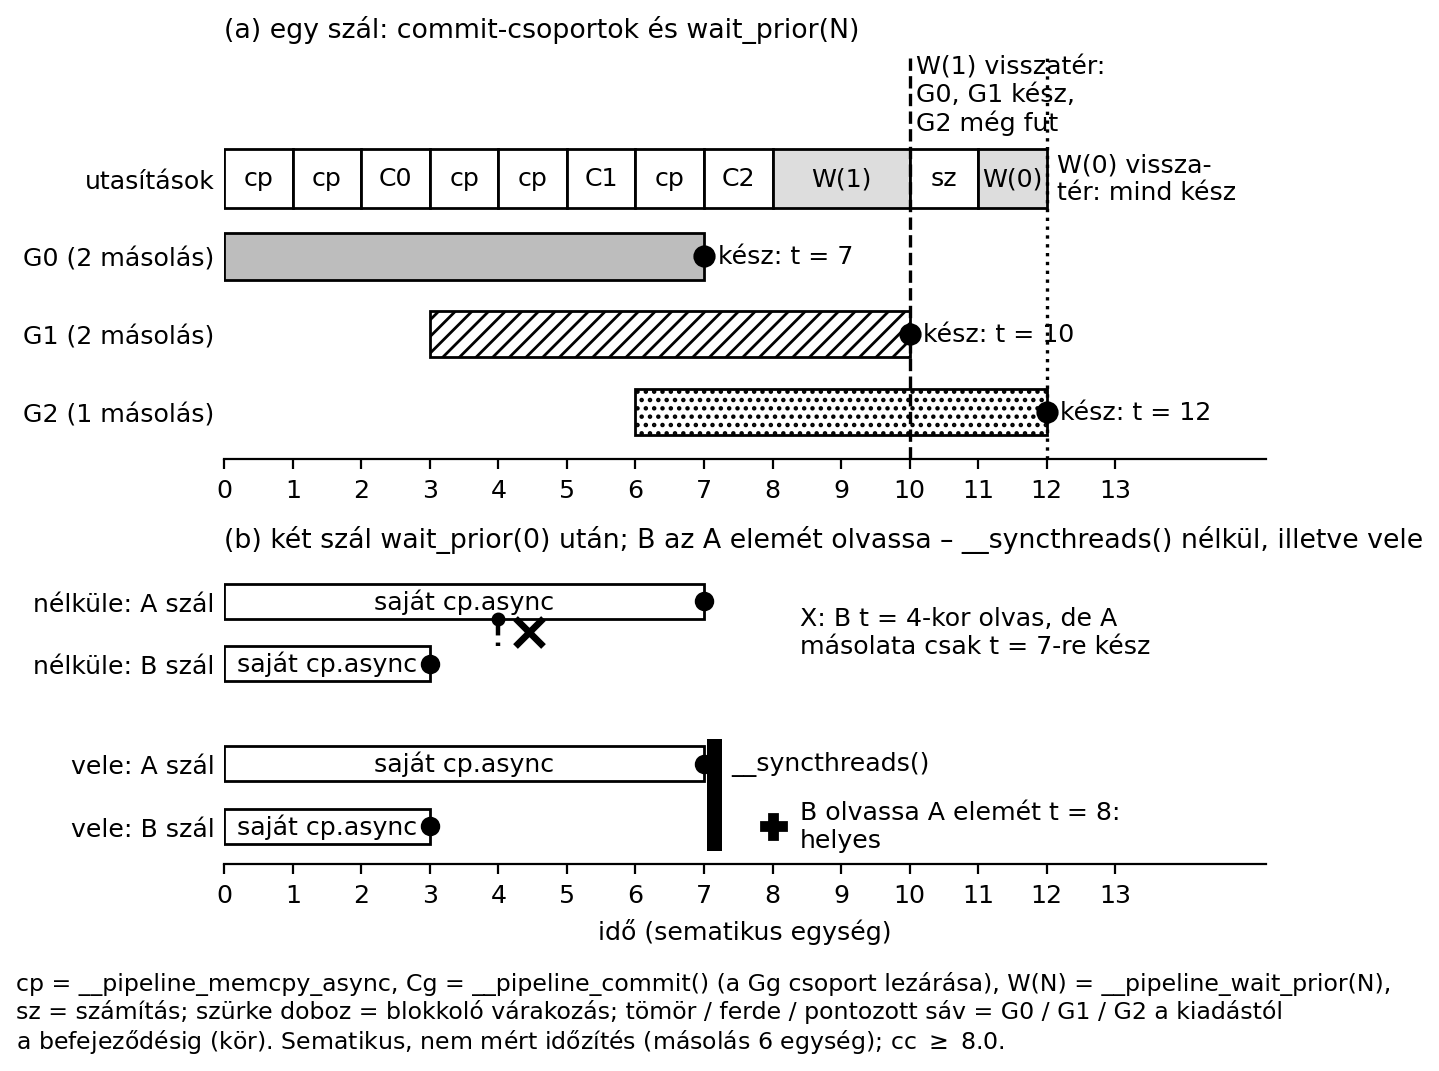 (a) egy szál: commit-csoportok és wait_prior(N)
W(1) visszatér:
G0, G1 kész,
G2 még fut
utasítások
cp cp C0 cp cp C1 cp C2 W(1) sz W(0)
W(0) vissza-
tér: mind kész
G0 (2 másolás)
kész: t = 7
G1 (2 másolás)
kész: t = 10
G2 (1 másolás)
kész: t = 12
0 1 2 3 4 5 6 7 8 9 10 11 12 13
(b) két szál wait_prior(0) után; B az A elemét olvassa – __syncthreads() nélkül, illetve vele
nélküle: A szál
saját cp.async
!
X: B t = 4-kor olvas, de A
másolata csak t = 7-re kész
nélküle: B szál
saját cp.async
vele: A szál
saját cp.async
__syncthreads()
vele: B szál
saját cp.async
B olvassa A elemét t = 8:
helyes
0 1 2 3 4 5 6 7 8 9 10 11 12 13
idő (sematikus egység)
cp = __pipeline_memcpy_async, Cg = __pipeline_commit() (a Gg csoport lezárása), W(N) = __pipeline_wait_prior(N),
sz = számítás; szürke doboz = blokkoló várakozás; tömör / ferde / pontozott sáv = G0 / G1 / G2 a kiadástól
a befejeződésig (kör). Sematikus, nem mért időzítés (másolás 6 egység); cc ≥ 8.0.